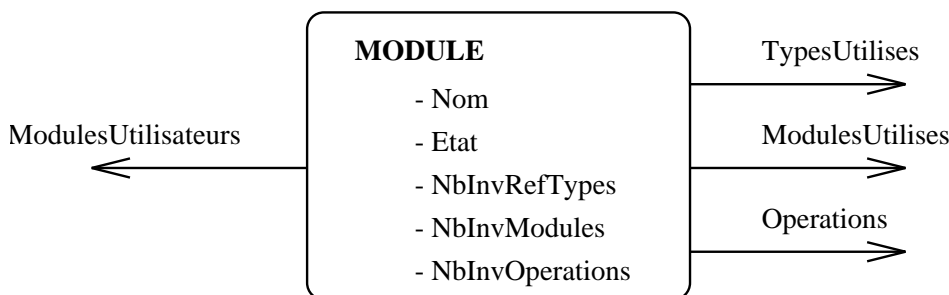 MODULE
- Nom
- Etat
- NbInvRefTypes
- NbInvModules
- NbInvOperations
ModulesUtilisateurs
TypesUtilises
ModulesUtilises
Operations